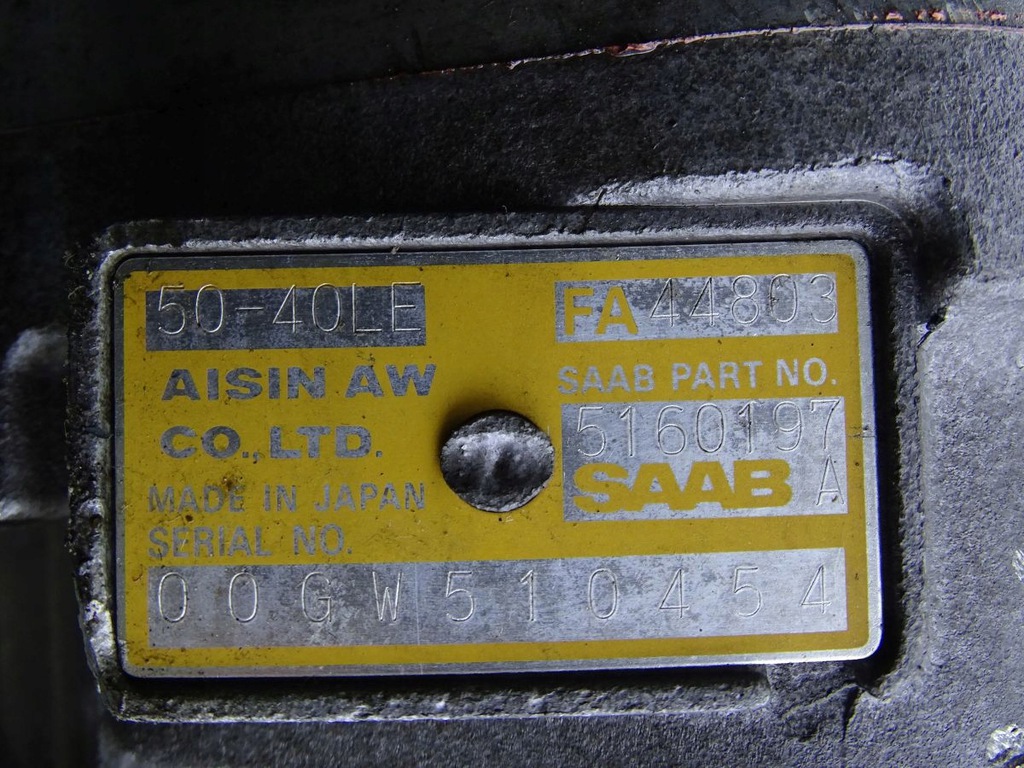 50-40LE
FA 44803
AISIN AW
CO.,LTD.
MADE IN JAPAN
SERIAL NO.
SAAB PART NO.
5160197
SAAB A
00GW510454